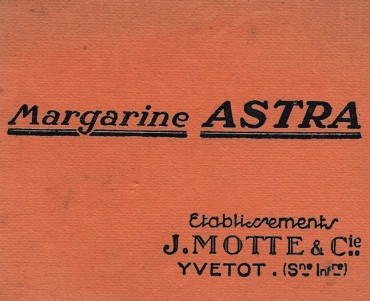 Margarine ASTRA
Etablissements
J. MOTTE & Cie
YVETOT. (Sne Infre)